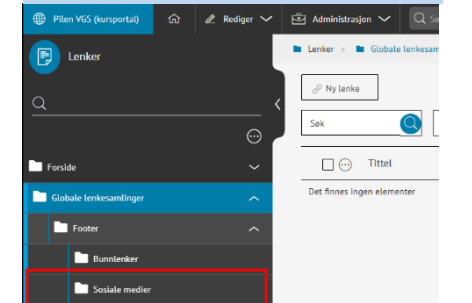 Pilen VGS (kursportal) Rediger Administrasjon
Lenker
Lenker » Globale lenkesam
Ny lenke
Søk
Tittel
Det finnes ingen elementer
Forside
Globale lenkesamlinger
Footer
Bunnlenker
Sosiale medier